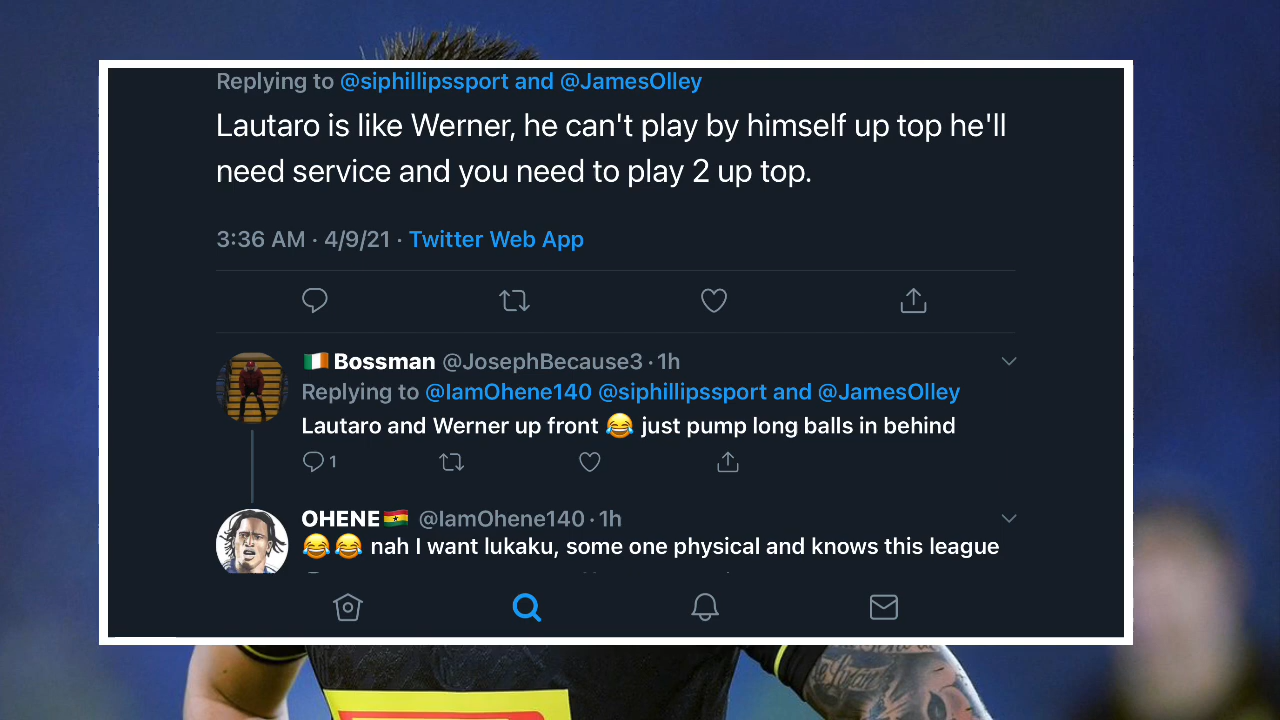 Replying to @siphillipssport and @JamesOlley
Lautaro is like Werner, he can't play by himself up top he'll
need service and you need to play 2 up top.
3:36 AM · 4/9/21 · Twitter Web App
🇮🇪 Bossman @JosephBecause3 · 1h
Replying to @IamOhene140 @siphillipssport and @JamesOlley
Lautaro and Werner up front 😂 just pump long balls in behind
1
OHENE🇬🇭 @IamOhene140 · 1h
😂😂 nah I want lukaku, some one physical and knows this league